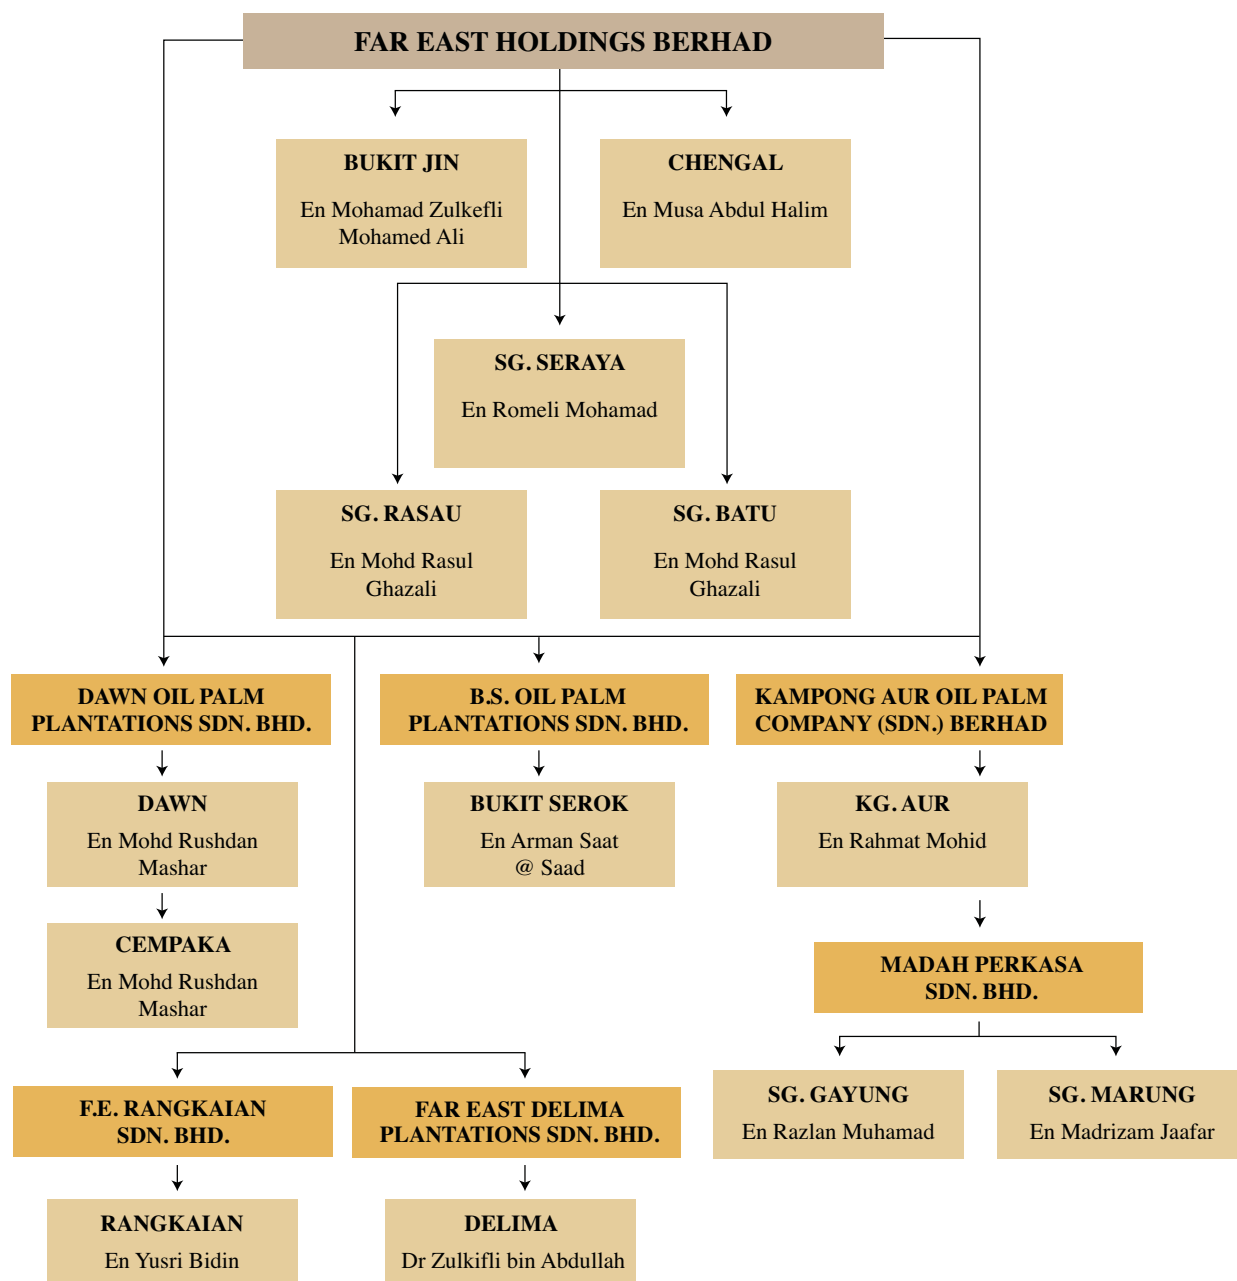 FAR EAST HOLDINGS BERHAD
BUKIT JIN
En Mohamad Zulkefli
Mohamed Ali
CHENGAL
En Musa Abdul Halim
SG. SERAYA
En Romeli Mohamad
SG. RASAU
En Mohd Rasul
Ghazali
SG. BATU
En Mohd Rasul
Ghazali
DAWN OIL PALM
PLANTATIONS SDN. BHD.
B.S. OIL PALM
PLANTATIONS SDN. BHD.
KAMPONG AUR OIL PALM
COMPANY (SDN.) BERHAD
DAWN
En Mohd Rushdan
Mashar
BUKIT SEROK
En Arman Saat
@ Saad
KG. AUR
En Rahmat Mohid
CEMPAKA
En Mohd Rushdan
Mashar
MADAH PERKASA
SDN. BHD.
F.E. RANGKAIAN
SDN. BHD.
FAR EAST DELIMA
PLANTATIONS SDN. BHD.
SG. GAYUNG
En Razlan Muhamad
SG. MARUNG
En Madrizam Jaafar
RANGKAIAN
En Yusri Bidin
DELIMA
Dr Zulkifli bin Abdullah